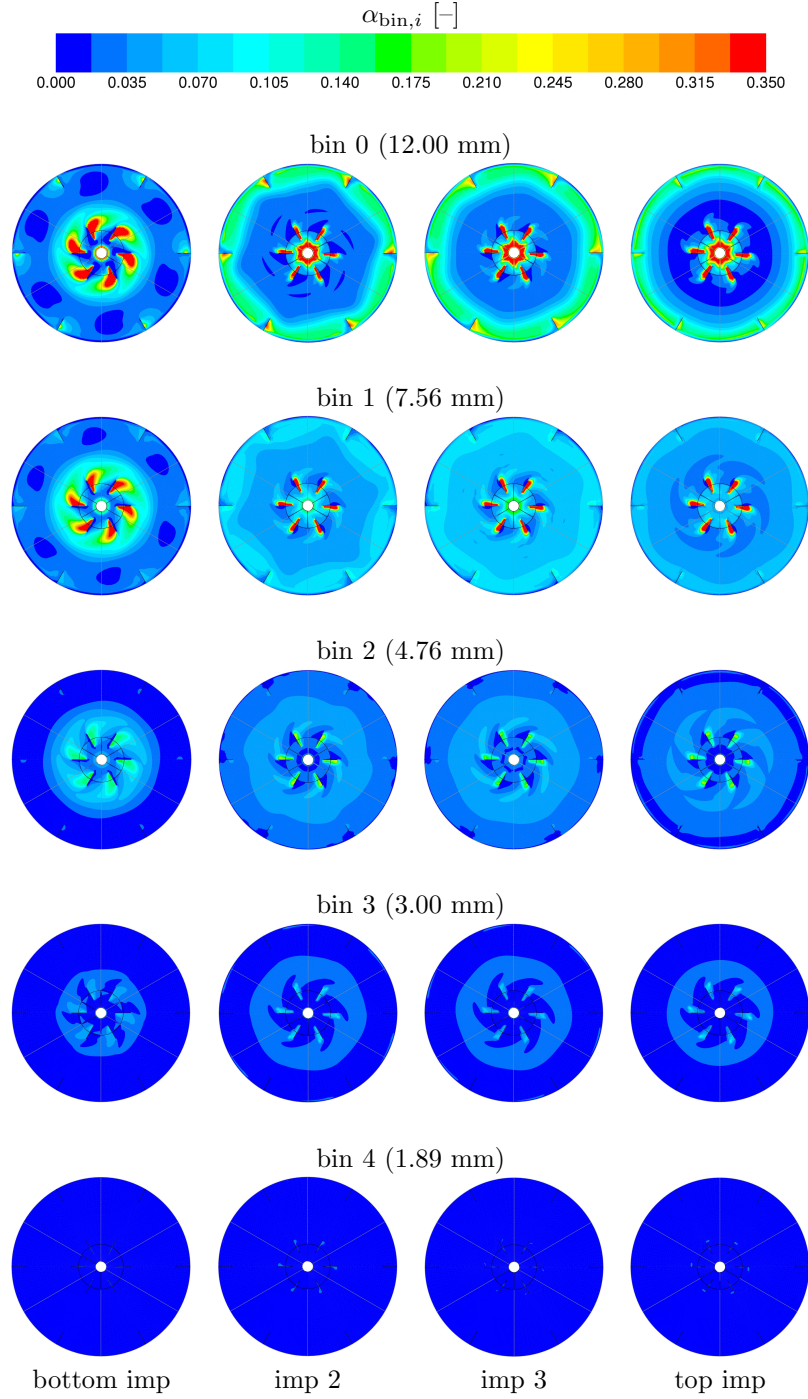 α_bin,i [–]
0.000 0.035 0.070 0.105 0.140 0.175 0.210 0.245 0.280 0.315 0.350
bin 0 (12.00 mm)
bin 1 (7.56 mm)
bin 2 (4.76 mm)
bin 3 (3.00 mm)
bin 4 (1.89 mm)
bottom imp imp 2 imp 3 top imp